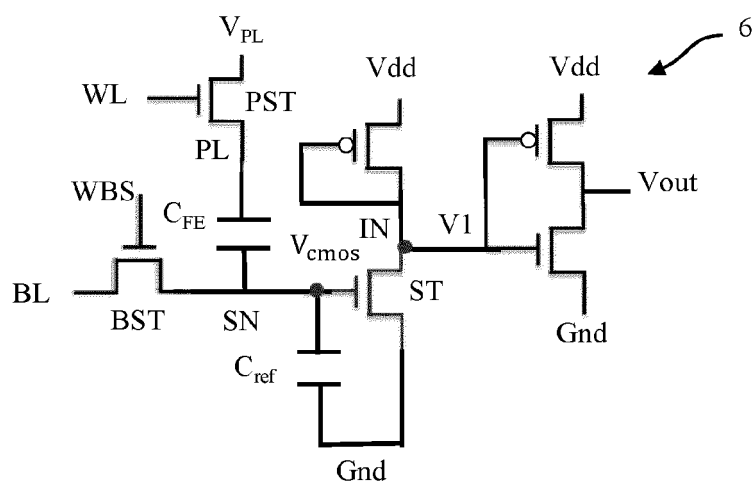 6
V_PL
Vdd
Vdd
WL
PST
PL
Vout
WBS
C_FE
IN
V1
V_cmos
BL
BST
SN
ST
Gnd
C_ref
Gnd